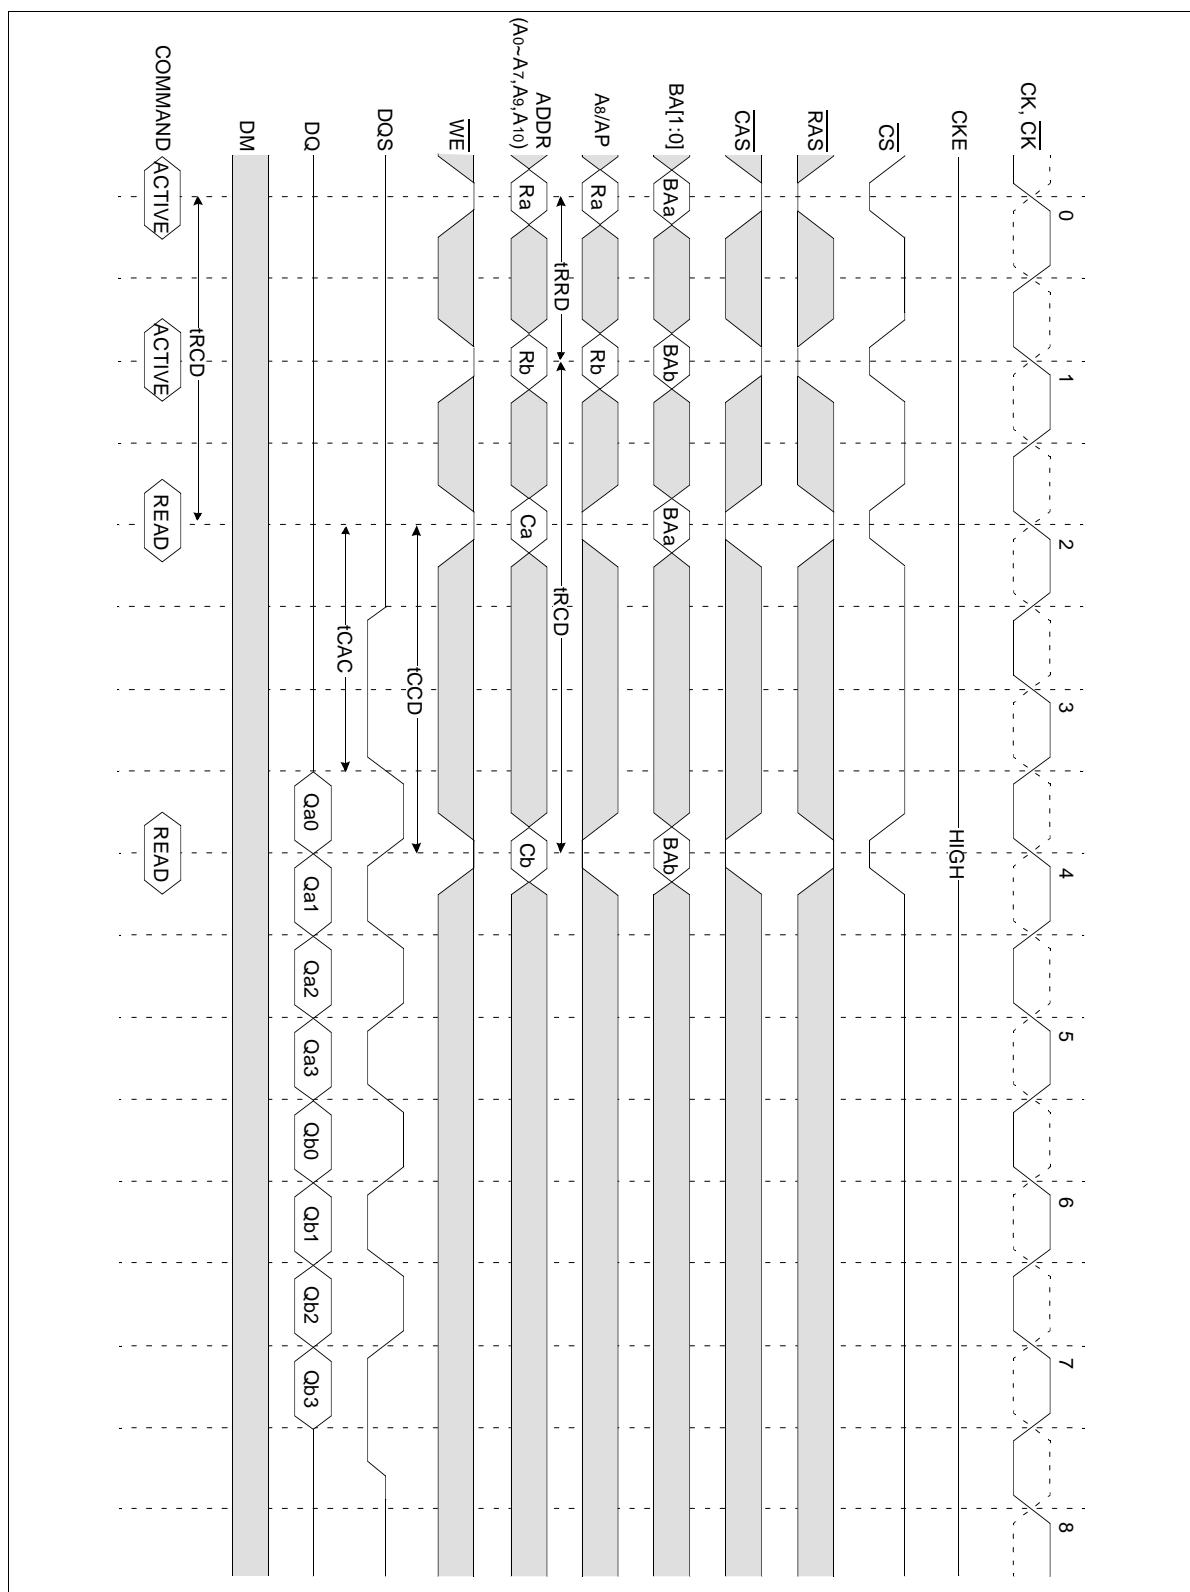 0 1 2 3 4 5 6 7 8
CK, CK
CKE HIGH
CS
RAS
CAS
BA[1:0] BAa BAb BAa BAb
A8/AP Ra Rb
tRRD tRCD
ADDR
(A0~A7,A9,A10) Ra Rb Ca Cb
WE
tCCD
DQS
tCAC
DQ Qa0 Qa1 Qa2 Qa3 Qb0 Qb1 Qb2 Qb3
DM
tRCD
COMMAND ACTIVE ACTIVE READ READ